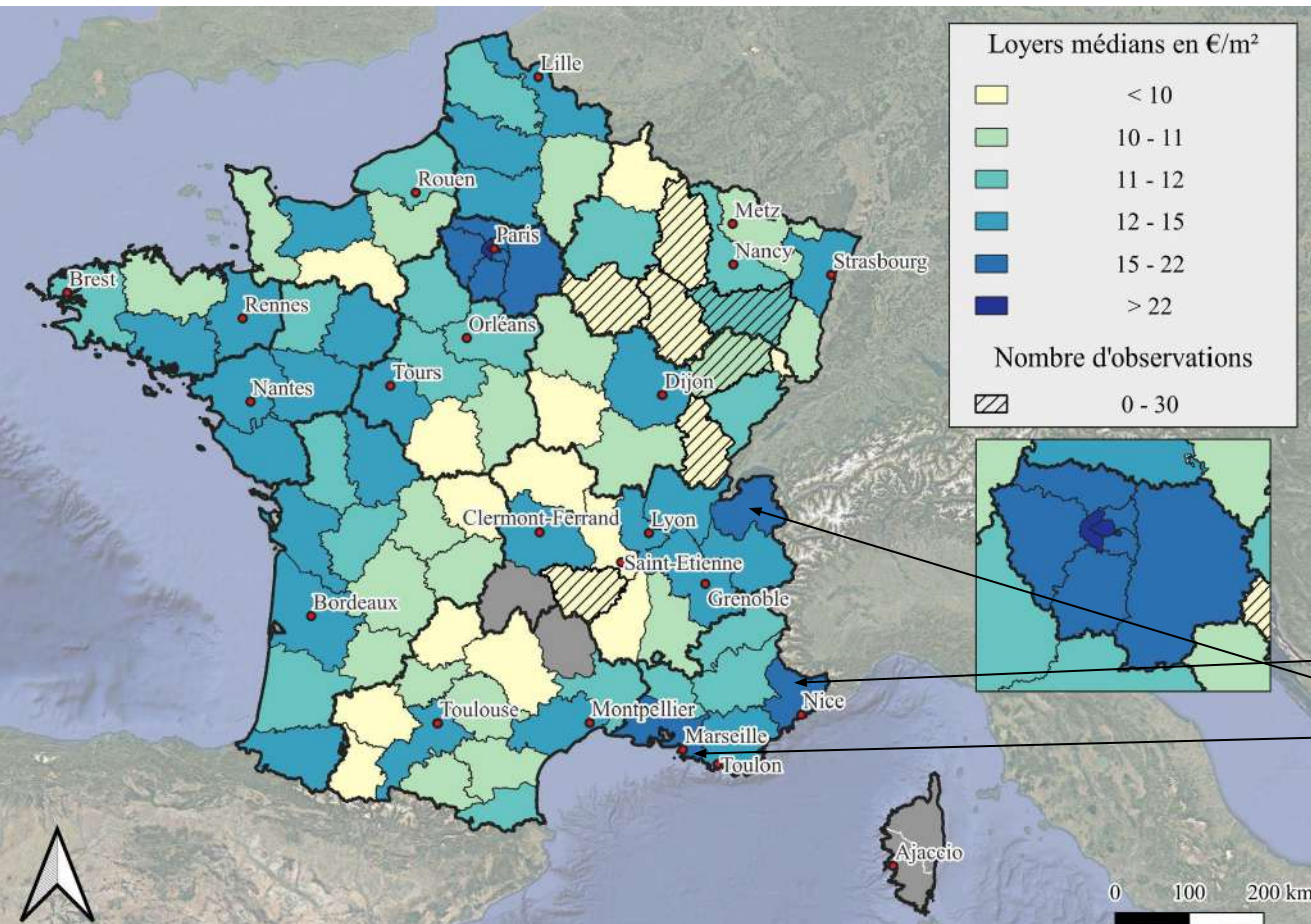 Loyers médians en €/m²
< 10
10 - 11
11 - 12
12 - 15
15 - 22
> 22
Nombre d'observations
0 - 30
Lille
Rouen
Metz
Paris
Nancy
Strasbourg
Brest
Rennes
Orléans
Tours
Dijon
Nantes
Clermont-Ferrand
Lyon
Saint-Etienne
Grenoble
Bordeaux
Nice
Toulouse
Montpellier
Marseille
Toulon
Ajaccio
0 100 200 km